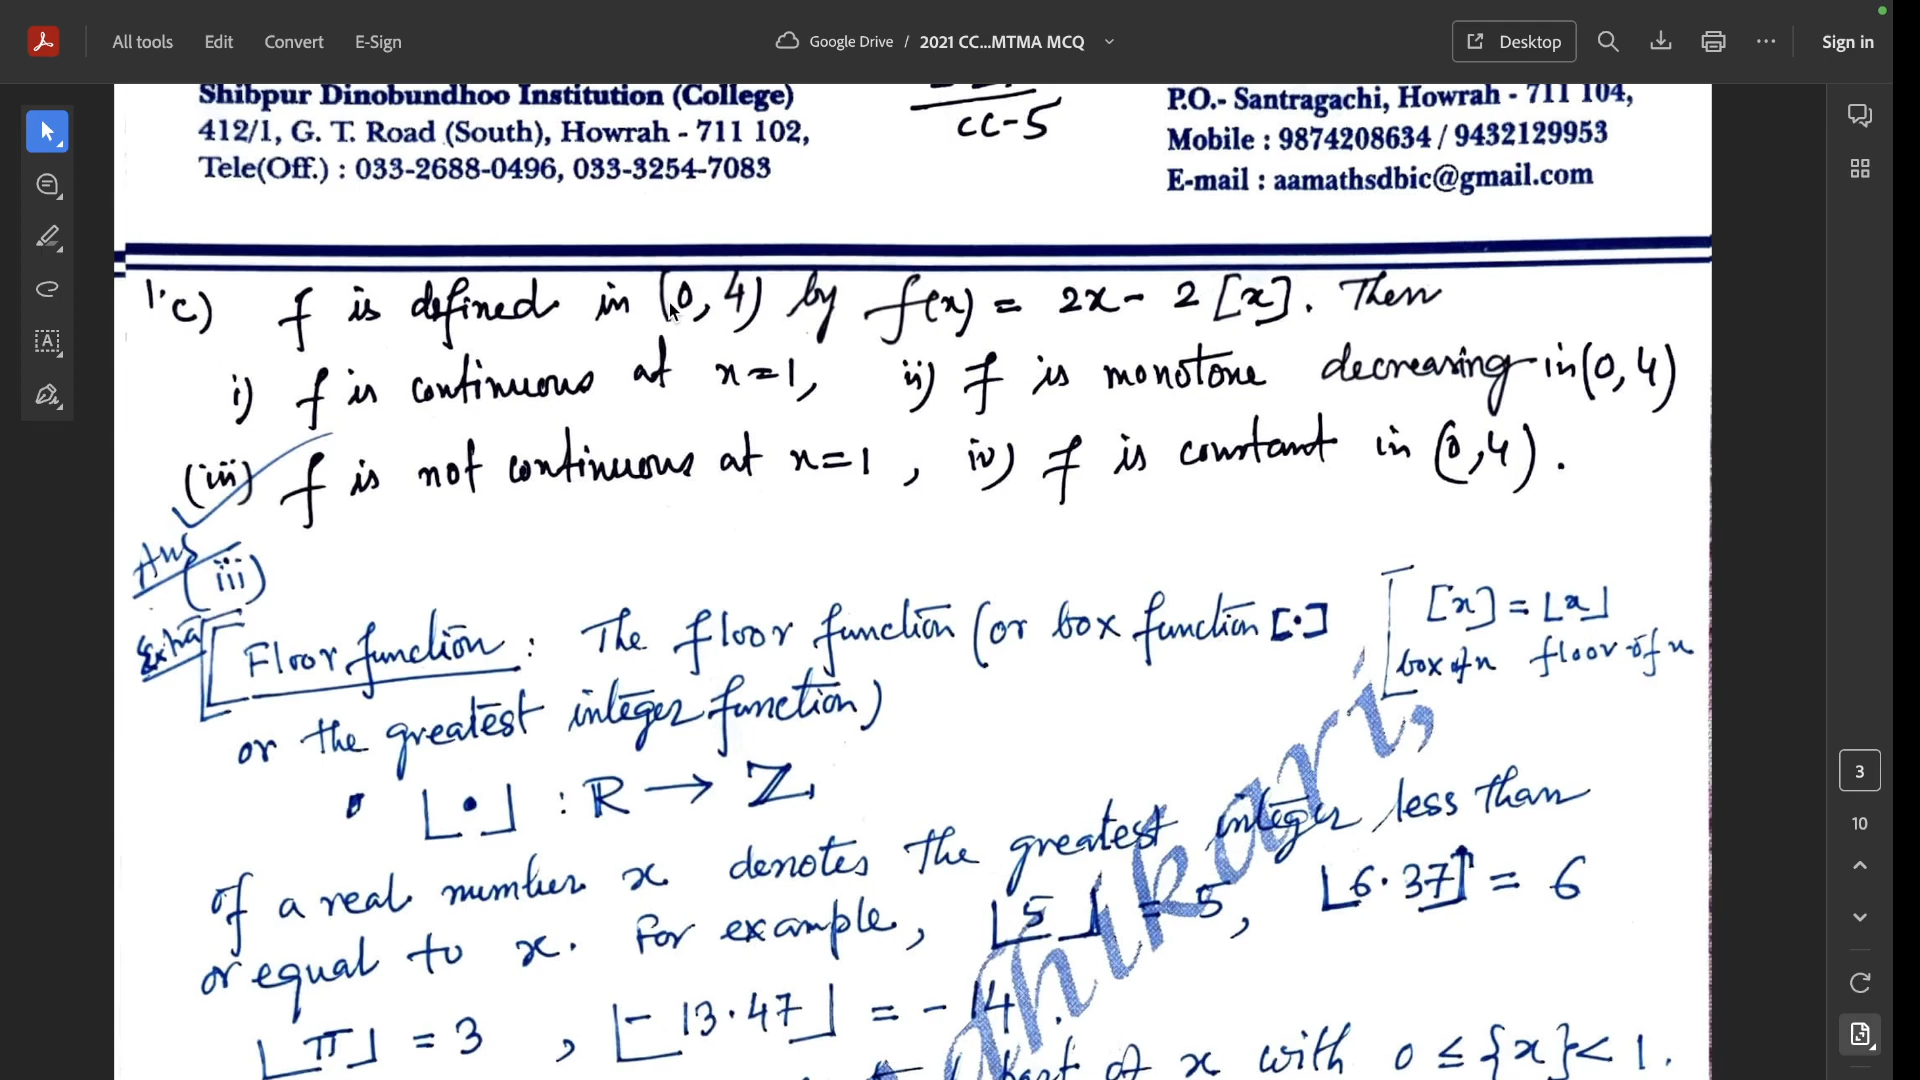 All tools Edit Convert E-Sign Google Drive / 2021 CC...MTMA MCQ Desktop Sign in
Shibpur Dinobundhoo Institution (College)
412/1, G. T. Road (South), Howrah - 711 102,
Tele(Off.) : 033-2688-0496, 033-3254-7083
CC-5
P.O.- Santragachi, Howrah - 711 104,
Mobile : 9874208634 / 9432129953
E-mail : aamathsdbic@gmail.com
1.c) f is defined in (0, 4) by f(x) = 2x - 2 [x]. Then
i) f is continuous at x=1, ii) f is monotone decreasing in (0, 4)
(iii) f is not continuous at x=1, iv) f is constant in (0,4).
Ans (iii)
Extra [Floor function : The floor function (or box function [•]
[x] = ⌊x⌋
box of x floor of x
or the greatest integer function)
⌊•⌋ : R → Z
of a real number x denotes the greatest integer less than
or equal to x. For example, ⌊5⌋ = 5, ⌊6.37⌋ = 6
⌊π⌋ = 3 , ⌊-13.47⌋ = -14.
part of x with 0 ≤ {x} < 1.
3
10